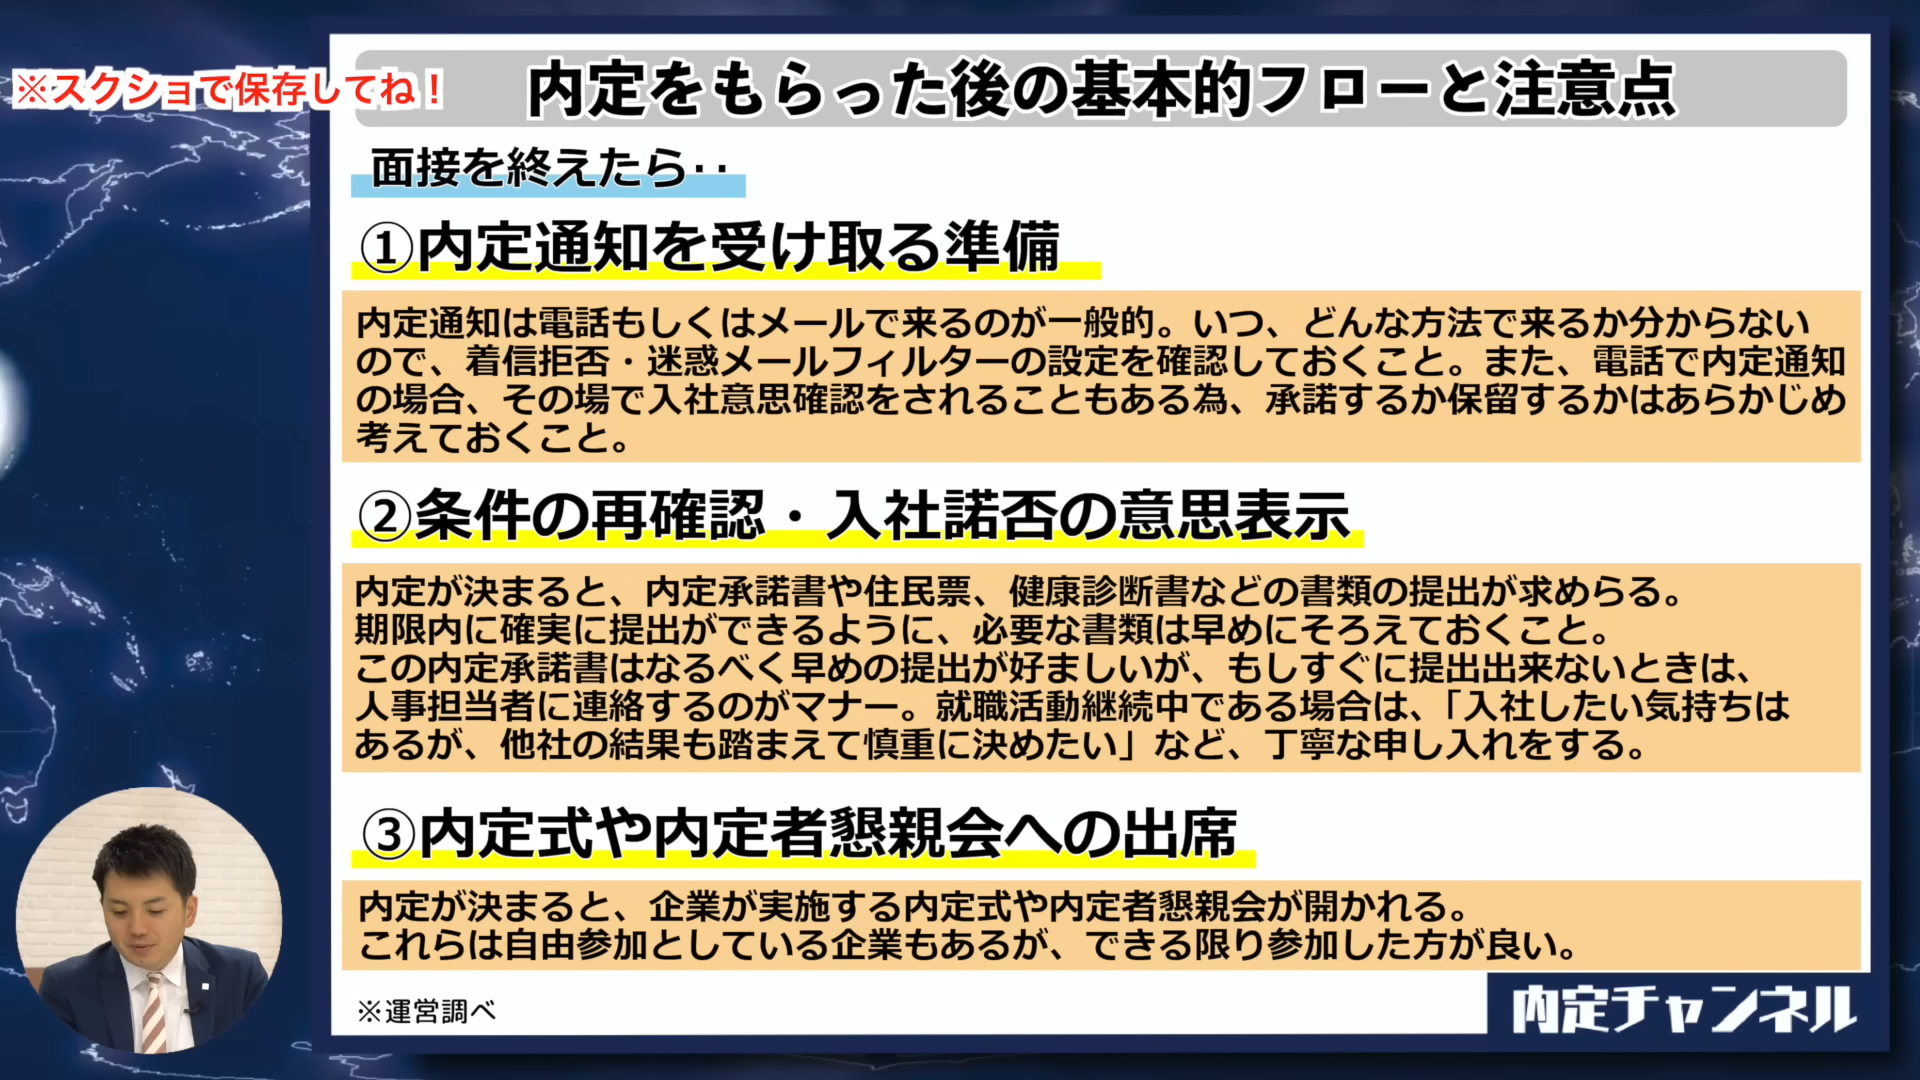 ※スクショで保存してね！
内定をもらった後の基本的フローと注意点
面接を終えたら‥
①内定通知を受け取る準備
内定通知は電話もしくはメールで来るのが一般的。いつ、どんな方法で来るか分からない
ので、着信拒否・迷惑メールフィルターの設定を確認しておくこと。また、電話で内定通知
の場合、その場で入社意思確認をされることもある為、承諾するか保留するかはあらかじめ
考えておくこと。
②条件の再確認・入社諾否の意思表示
内定が決まると、内定承諾書や住民票、健康診断書などの書類の提出が求めらる。
期限内に確実に提出ができるように、必要な書類は早めにそろえておくこと。
この内定承諾書はなるべく早めの提出が好ましいが、もしすぐに提出出来ないときは、
人事担当者に連絡するのがマナー。就職活動継続中である場合は、「入社したい気持ちは
あるが、他社の結果も踏まえて慎重に決めたい」など、丁寧な申し入れをする。
③内定式や内定者懇親会への出席
内定が決まると、企業が実施する内定式や内定者懇親会が開かれる。
これらは自由参加としている企業もあるが、できる限り参加した方が良い。
※運営調べ
内定チャンネル